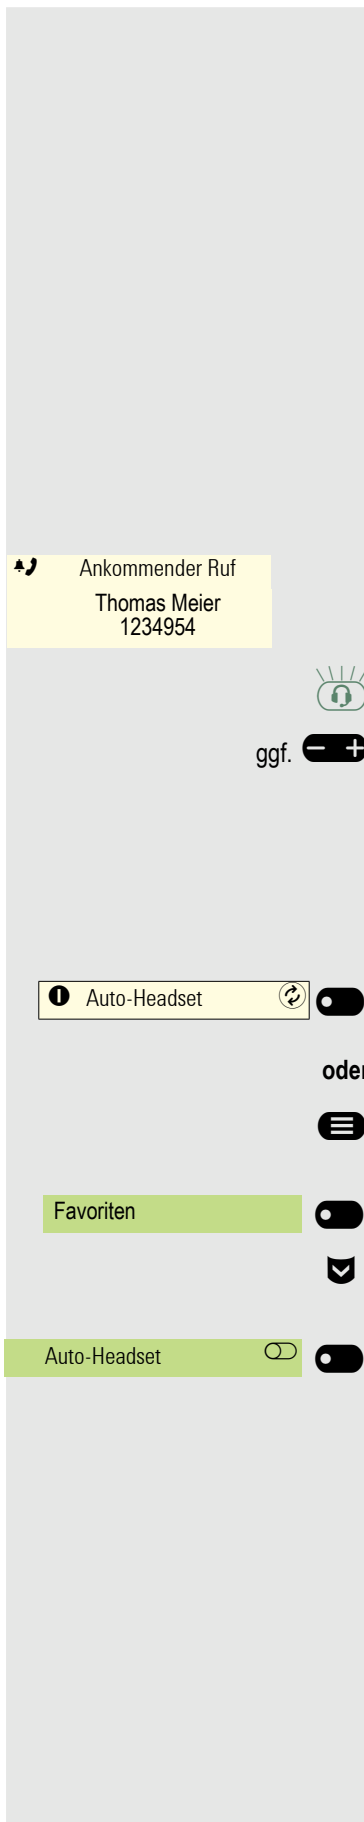 Ankommender Ruf
Thomas Meier
1234954
ggf.
Auto-Headset
oder
Favoriten
Auto-Headset